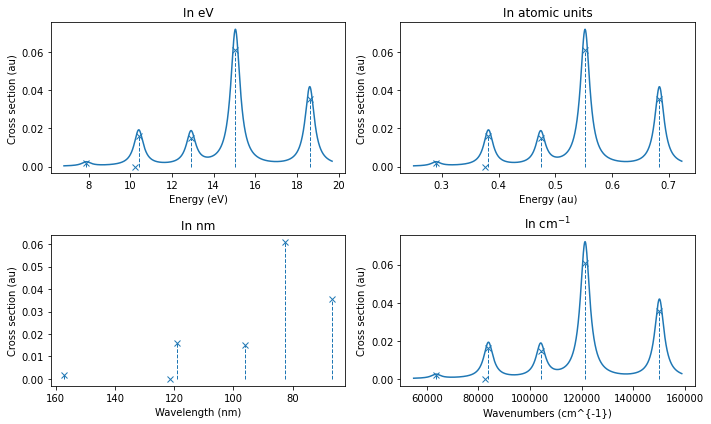 In eV
Cross section (au)
0.06
0.04
0.02
0.00
8 10 12 14 16 18 20
Energy (eV)
In atomic units
Cross section (au)
0.06
0.04
0.02
0.00
0.3 0.4 0.5 0.6 0.7
Energy (au)
In nm
Cross section (au)
0.06
0.05
0.04
0.03
0.02
0.01
0.00
160 140 120 100 80
Wavelength (nm)
In cm⁻¹
Cross section (au)
0.06
0.04
0.02
0.00
60000 80000 100000 120000 140000 160000
Wavenumbers (cm^{-1})